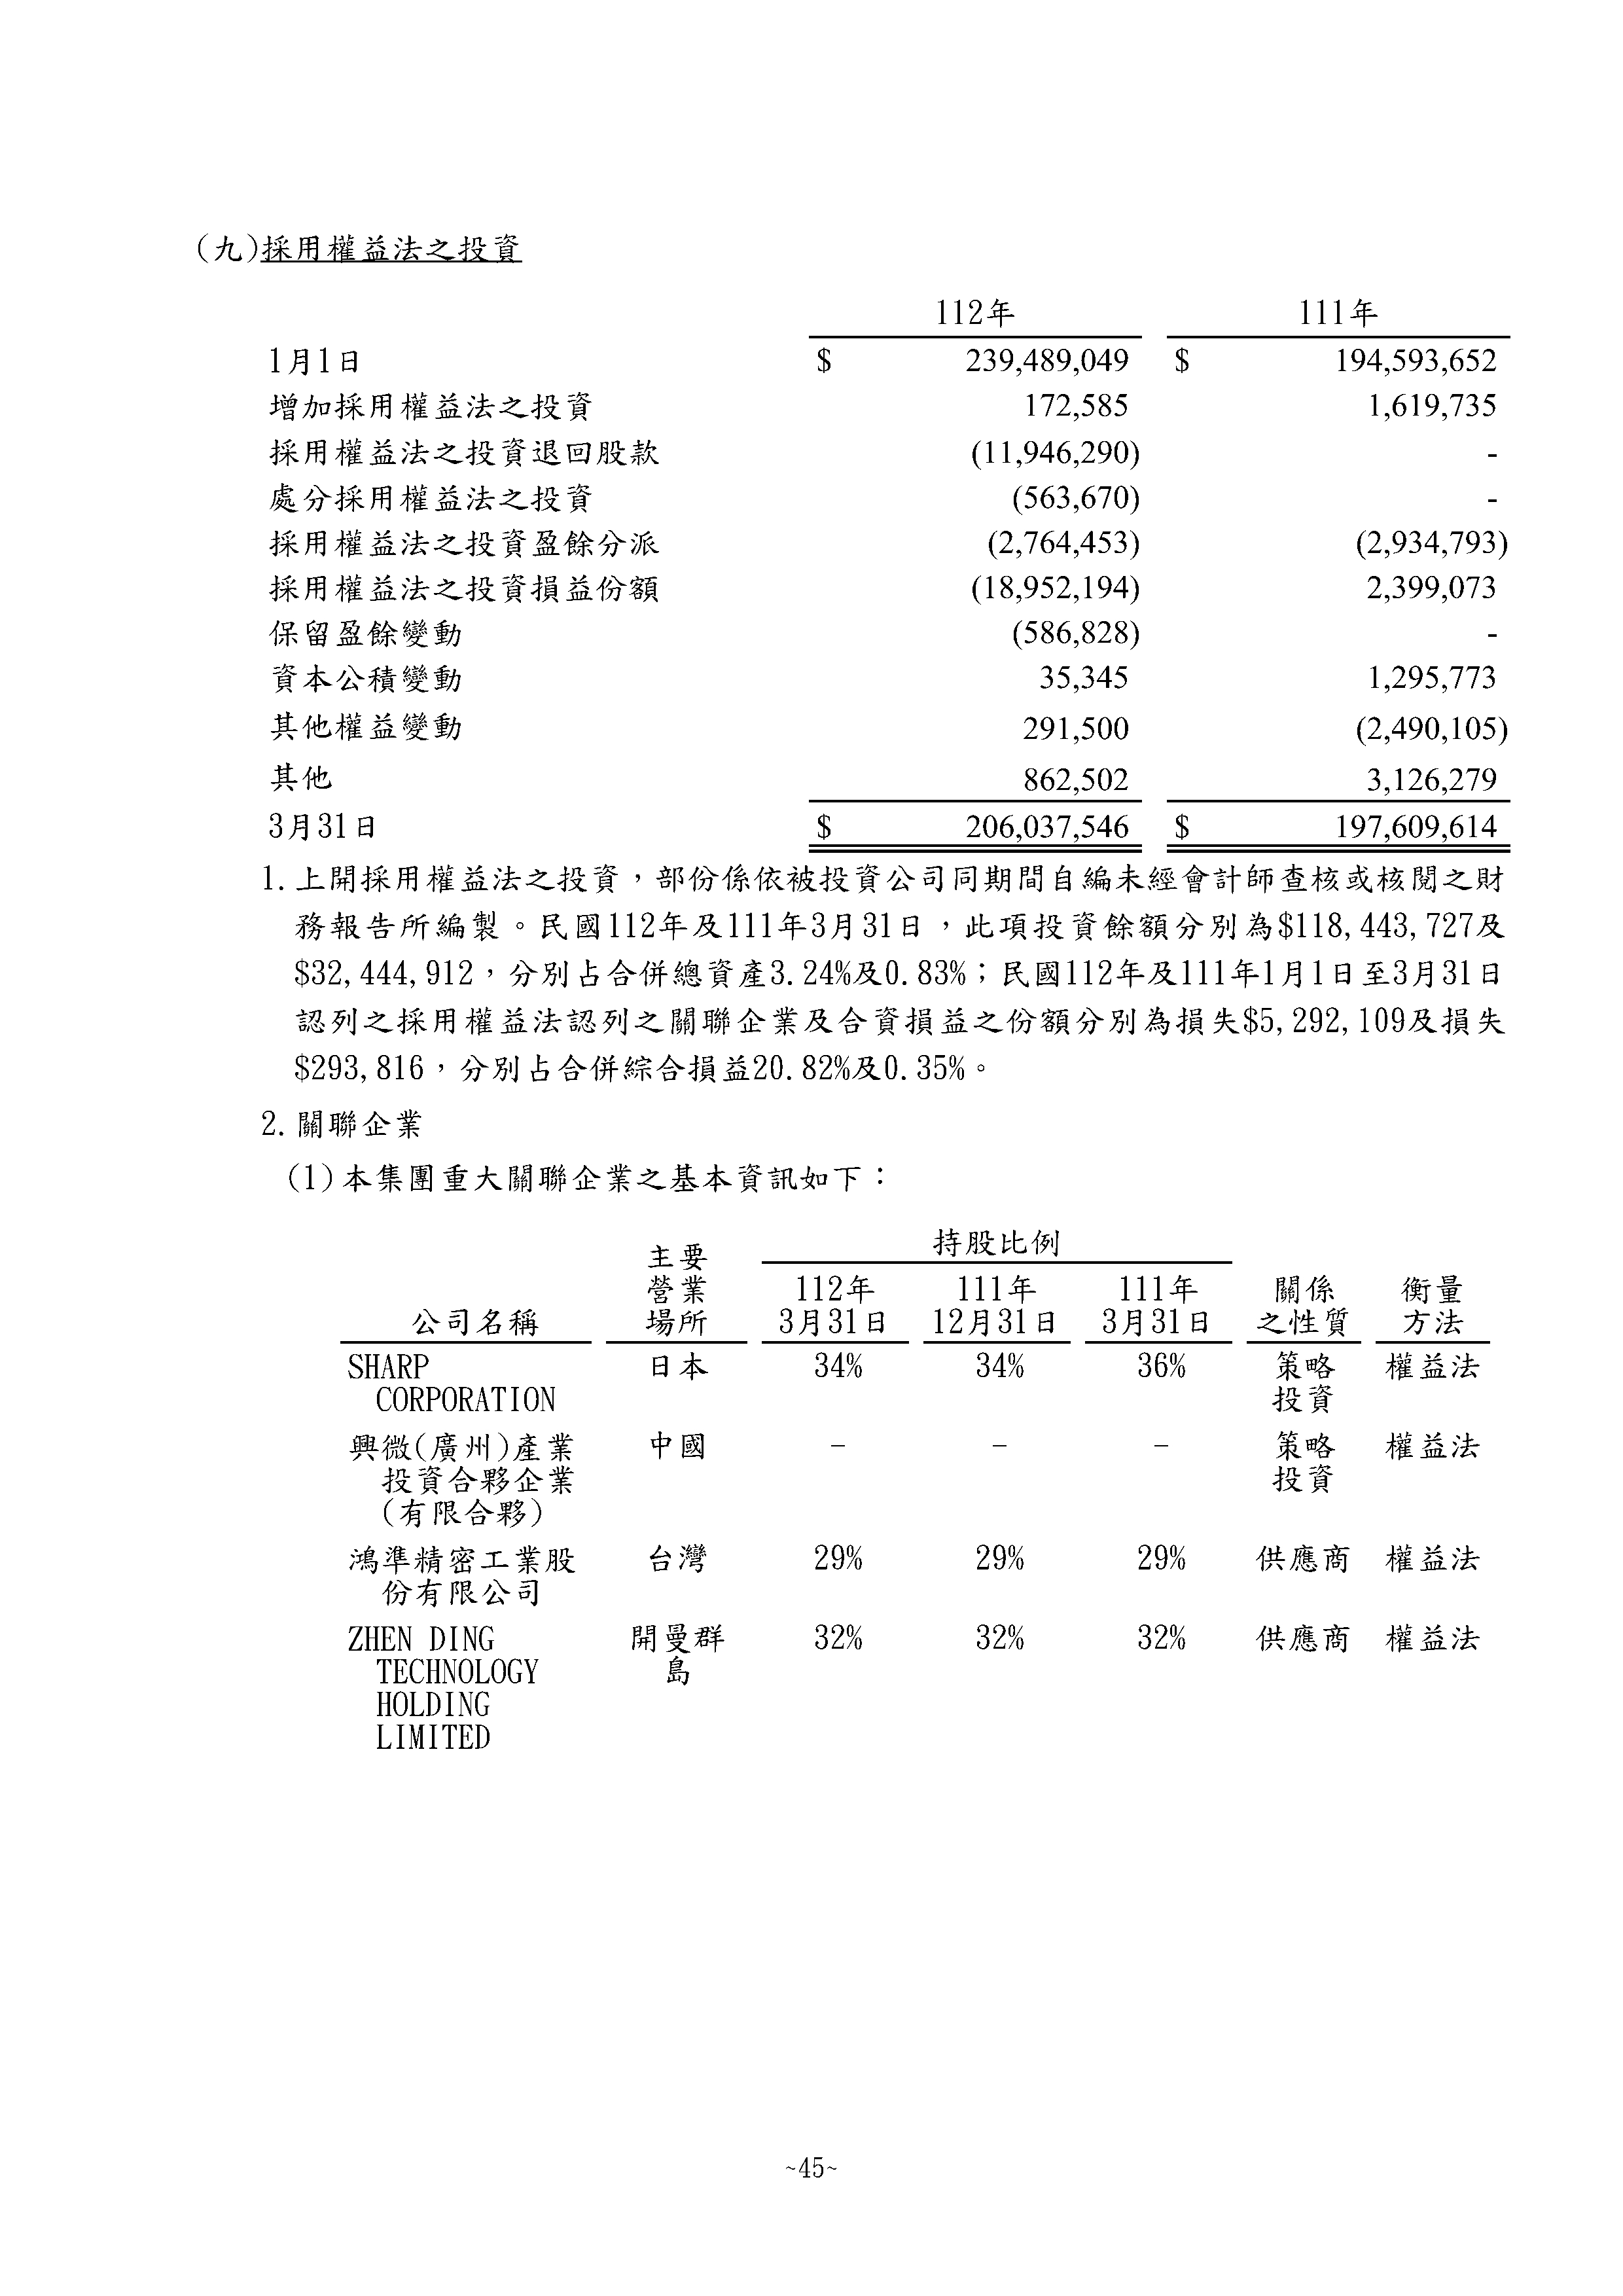 (九)採用權益法之投資
112年 111年
1月1日 $ 239,489,049 $ 194,593,652
增加採用權益法之投資 172,585 1,619,735
採用權益法之投資退回股款 (11,946,290) -
處分採用權益法之投資 (563,670) -
採用權益法之投資盈餘分派 (2,764,453) (2,934,793)
採用權益法之投資損益份額 (18,952,194) 2,399,073
保留盈餘變動 (586,828) -
資本公積變動 35,345 1,295,773
其他權益變動 291,500 (2,490,105)
其他 862,502 3,126,279
3月31日 $ 206,037,546 $ 197,609,614
1. 上開採用權益法之投資，部份係依被投資公司同期間自編未經會計師查核或核閱之財
務報告所編製。民國112年及111年3月31日，此項投資餘額分別為$118,443,727及
$32,444,912，分別占合併總資產3.24%及0.83%；民國112年及111年1月1日至3月31日
認列之採用權益法認列之關聯企業及合資損益之份額分別為損失$5,292,109及損失
$293,816，分別占合併綜合損益20.82%及0.35%。
2. 關聯企業
(1)本集團重大關聯企業之基本資訊如下：
持股比例
主要
營業 112年 111年 111年 關係 衡量
公司名稱 場所 3月31日 12月31日 3月31日 之性質 方法
SHARP 日本 34% 34% 36% 策略 權益法
CORPORATION 投資
興微(廣州)產業 中國 － － － 策略 權益法
投資合夥企業 投資
(有限合夥)
鴻準精密工業股 台灣 29% 29% 29% 供應商 權益法
份有限公司
ZHEN DING 開曼群 32% 32% 32% 供應商 權益法
TECHNOLOGY 島
HOLDING
LIMITED
~45~